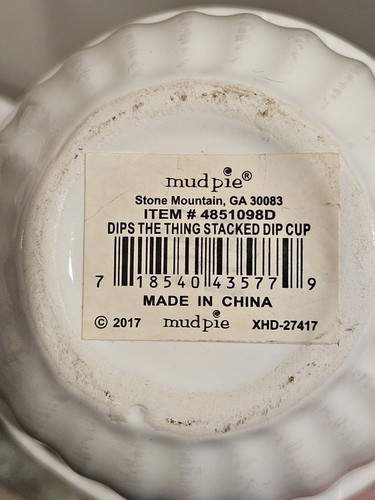 mudpie®
Stone Mountain, GA 30083
ITEM # 4851098D
DIPS THE THING STACKED DIP CUP
7 18540 43577 9
MADE IN CHINA
© 2017 mudpie XHD-27417